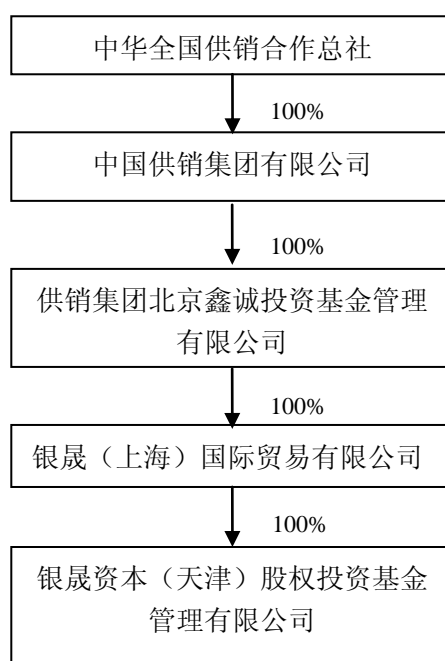 中华全国供销合作总社
100%
中国供销集团有限公司
100%
供销集团北京鑫诚投资基金管理
有限公司
100%
银晟（上海）国际贸易有限公司
100%
银晟资本（天津）股权投资基金
管理有限公司